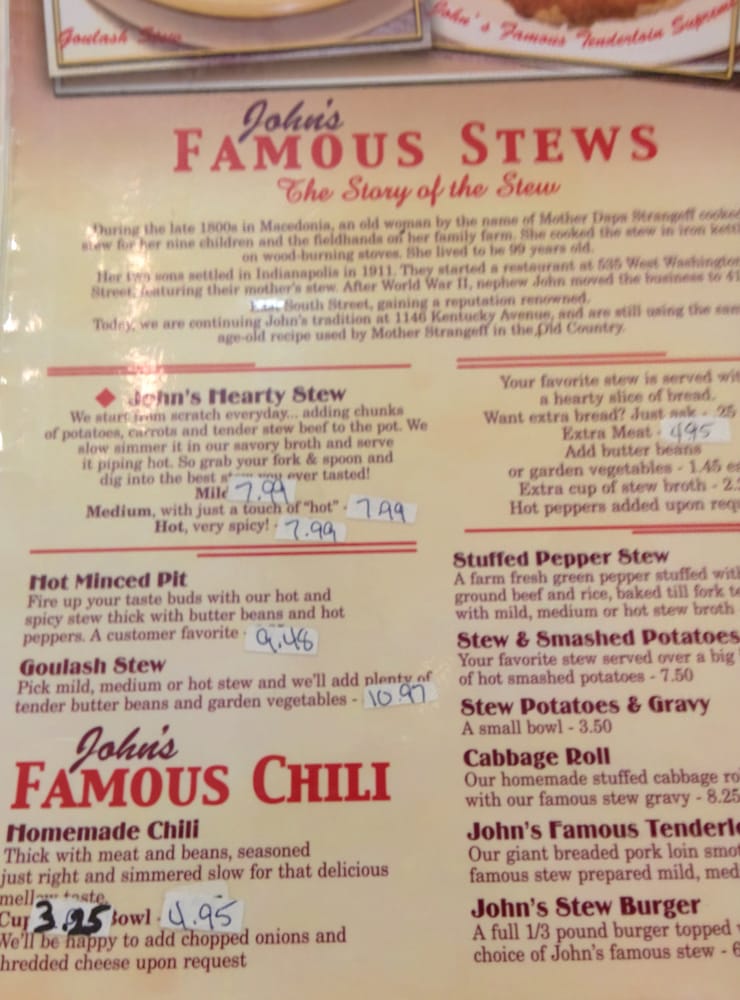 Goulash Stew
John's Famous Tenderloin Supreme
John's
FAMOUS STEWS
The Story of the Stew
During the late 1800s in Macedonia, an old woman by the name of Mother Dapa Strangeff cooked
stew for her nine children and the fieldhands on her family farm. She cooked the stew in iron
on wood-burning stoves. She lived to be 99 years old.
Her two sons settled in Indianapolis in 1911. They started a restaurant at 535 West Washington
Street, featuring their mother's stew. After World War II, nephew John moved the business to
East South Street, gaining a reputation renowned.
Today, we are continuing John's tradition at 1146 Kentucky Avenue, and are still using the
age-old recipe used by Mother Strangeff in the Old Country.
John's Hearty Stew
We start from scratch everyday... adding chunks
of potatoes, carrots and tender stew beef to the pot. We
slow simmer it in our savory broth and serve
it piping hot. So grab your fork & spoon and
dig into the best ever tasted!
Mild 7.99
Medium, with just a touch of "hot" - 7.99
Hot, very spicy! - 7.99
Your favorite stew is served
a hearty slice of bread.
Want extra bread? Just ask - .25
Extra Meat - 4.95
Add butter beans
or garden vegetables - 1.45
Extra cup of stew broth - 2.
Hot peppers added upon
Hot Minced Pit
Fire up your taste buds with our hot and
spicy stew thick with butter beans and hot
peppers. A customer favorite - 9.48
Goulash Stew
Pick mild, medium or hot stew and we'll add plenty of
tender butter beans and garden vegetables - 10.97
Stuffed Pepper Stew
A farm fresh green pepper stuffed with
ground beef and rice, baked till fork
with mild, medium or hot stew broth
Stew & Smashed Potatoes
Your favorite stew served over a big
of hot smashed potatoes - 7.50
Stew Potatoes & Gravy
A small bowl - 3.50
Cabbage Roll
Our homemade stuffed cabbage
with our famous stew gravy - 8.25
John's Famous
Our giant breaded pork loin
famous stew prepared mild,
John's Stew Burger
A full 1/3 pound burger topped
choice of John's famous stew -
John's
FAMOUS CHILI
Homemade Chili
Thick with meat and beans, seasoned
just right and simmered slow for that delicious
mellow taste.
Cup 3.25 Bowl - 4.95
We'll be happy to add chopped onions and
shredded cheese upon request